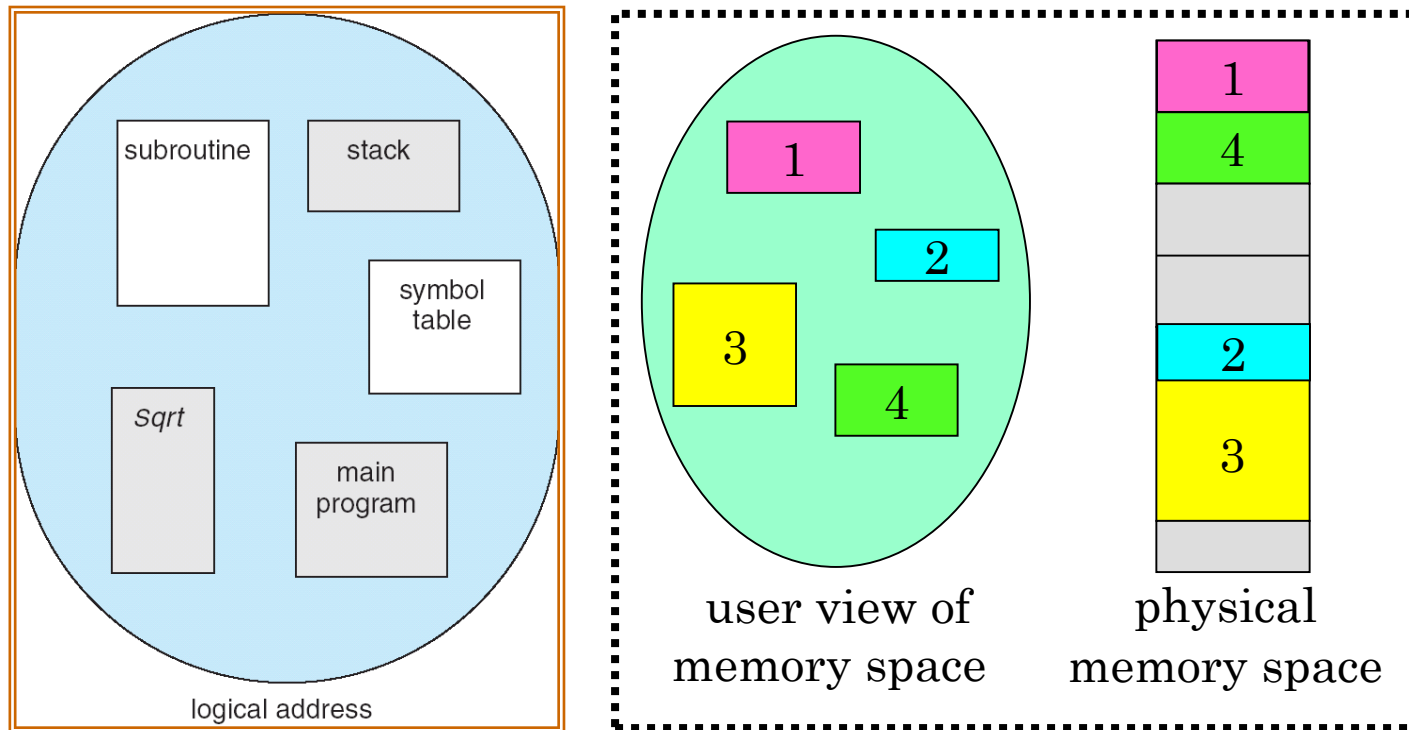 subroutine
stack
symbol
table
Sqrt
main
program
logical address
1
2
3
4
user view of
memory space
1
4
2
3
physical
memory space